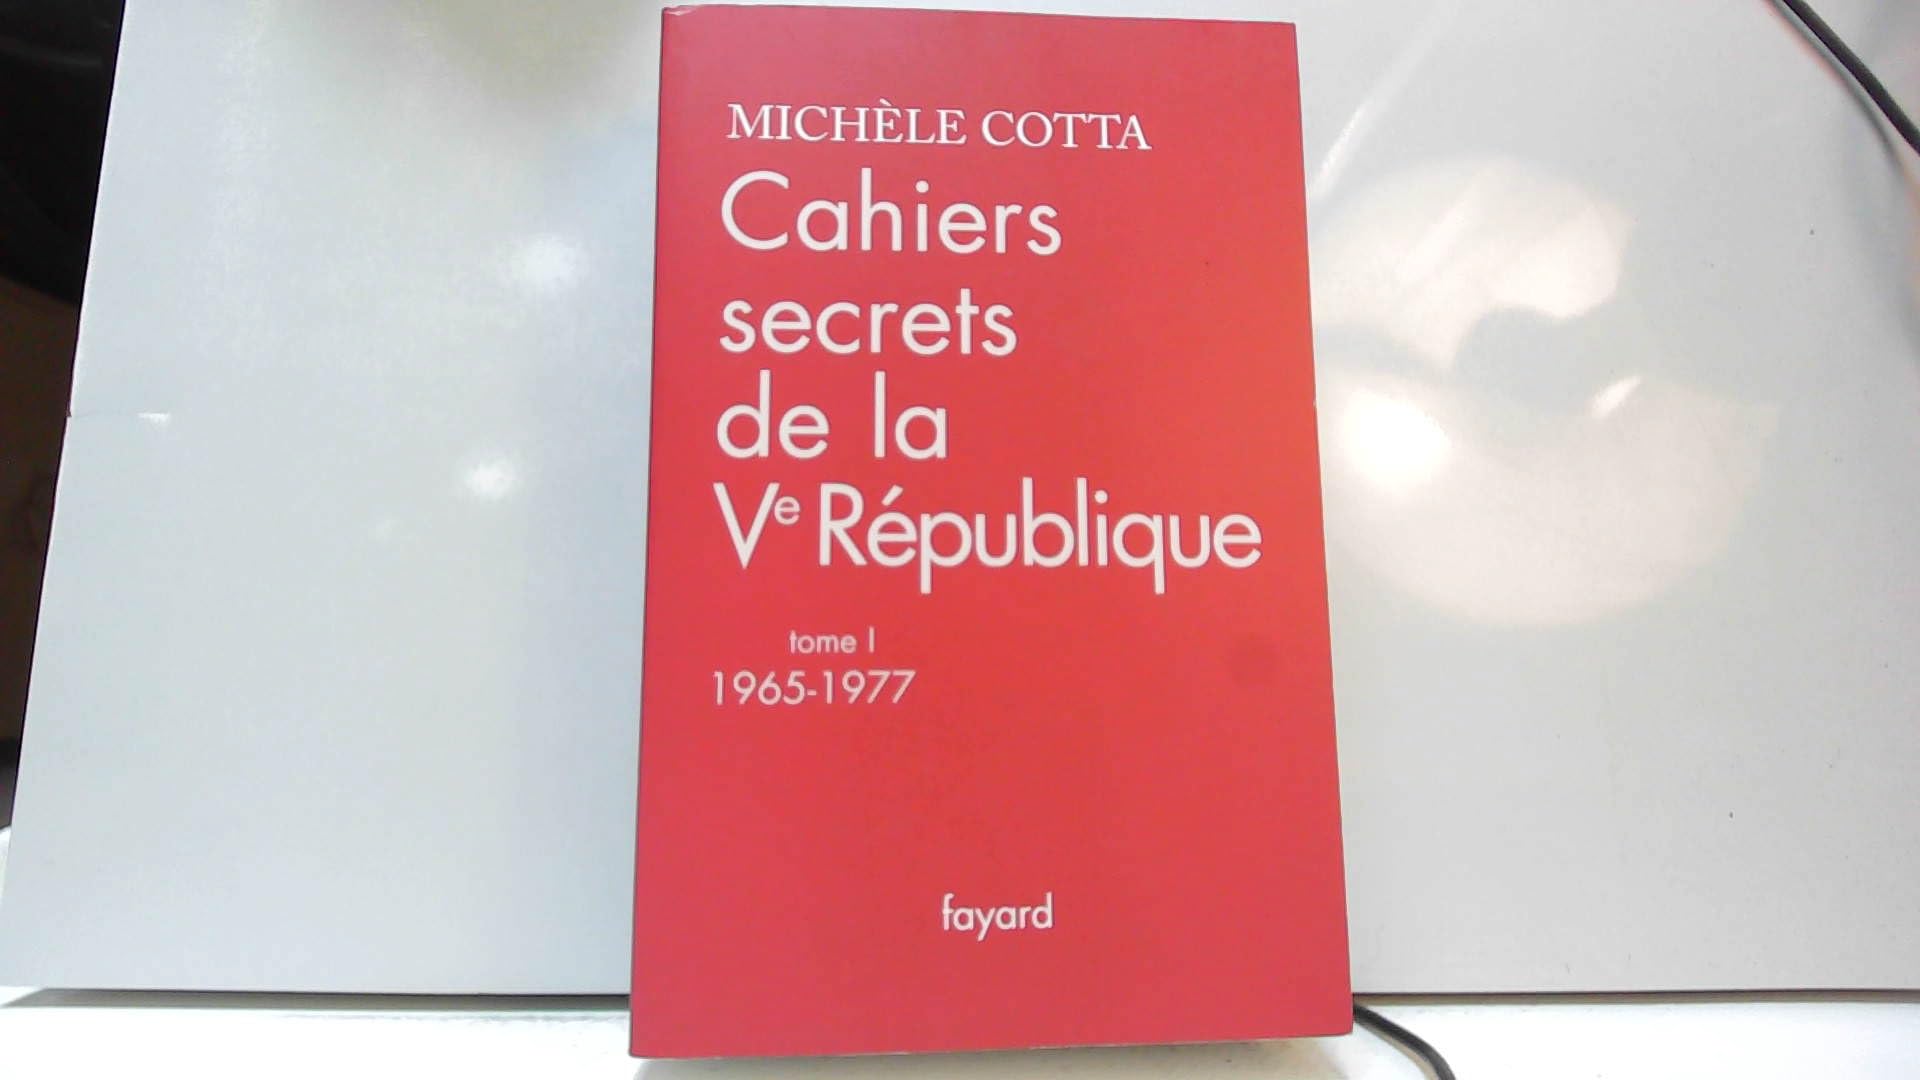 MICHÈLE COTTA
Cahiers
secrets
de la
Ve République
tome I
1965-1977
fayard